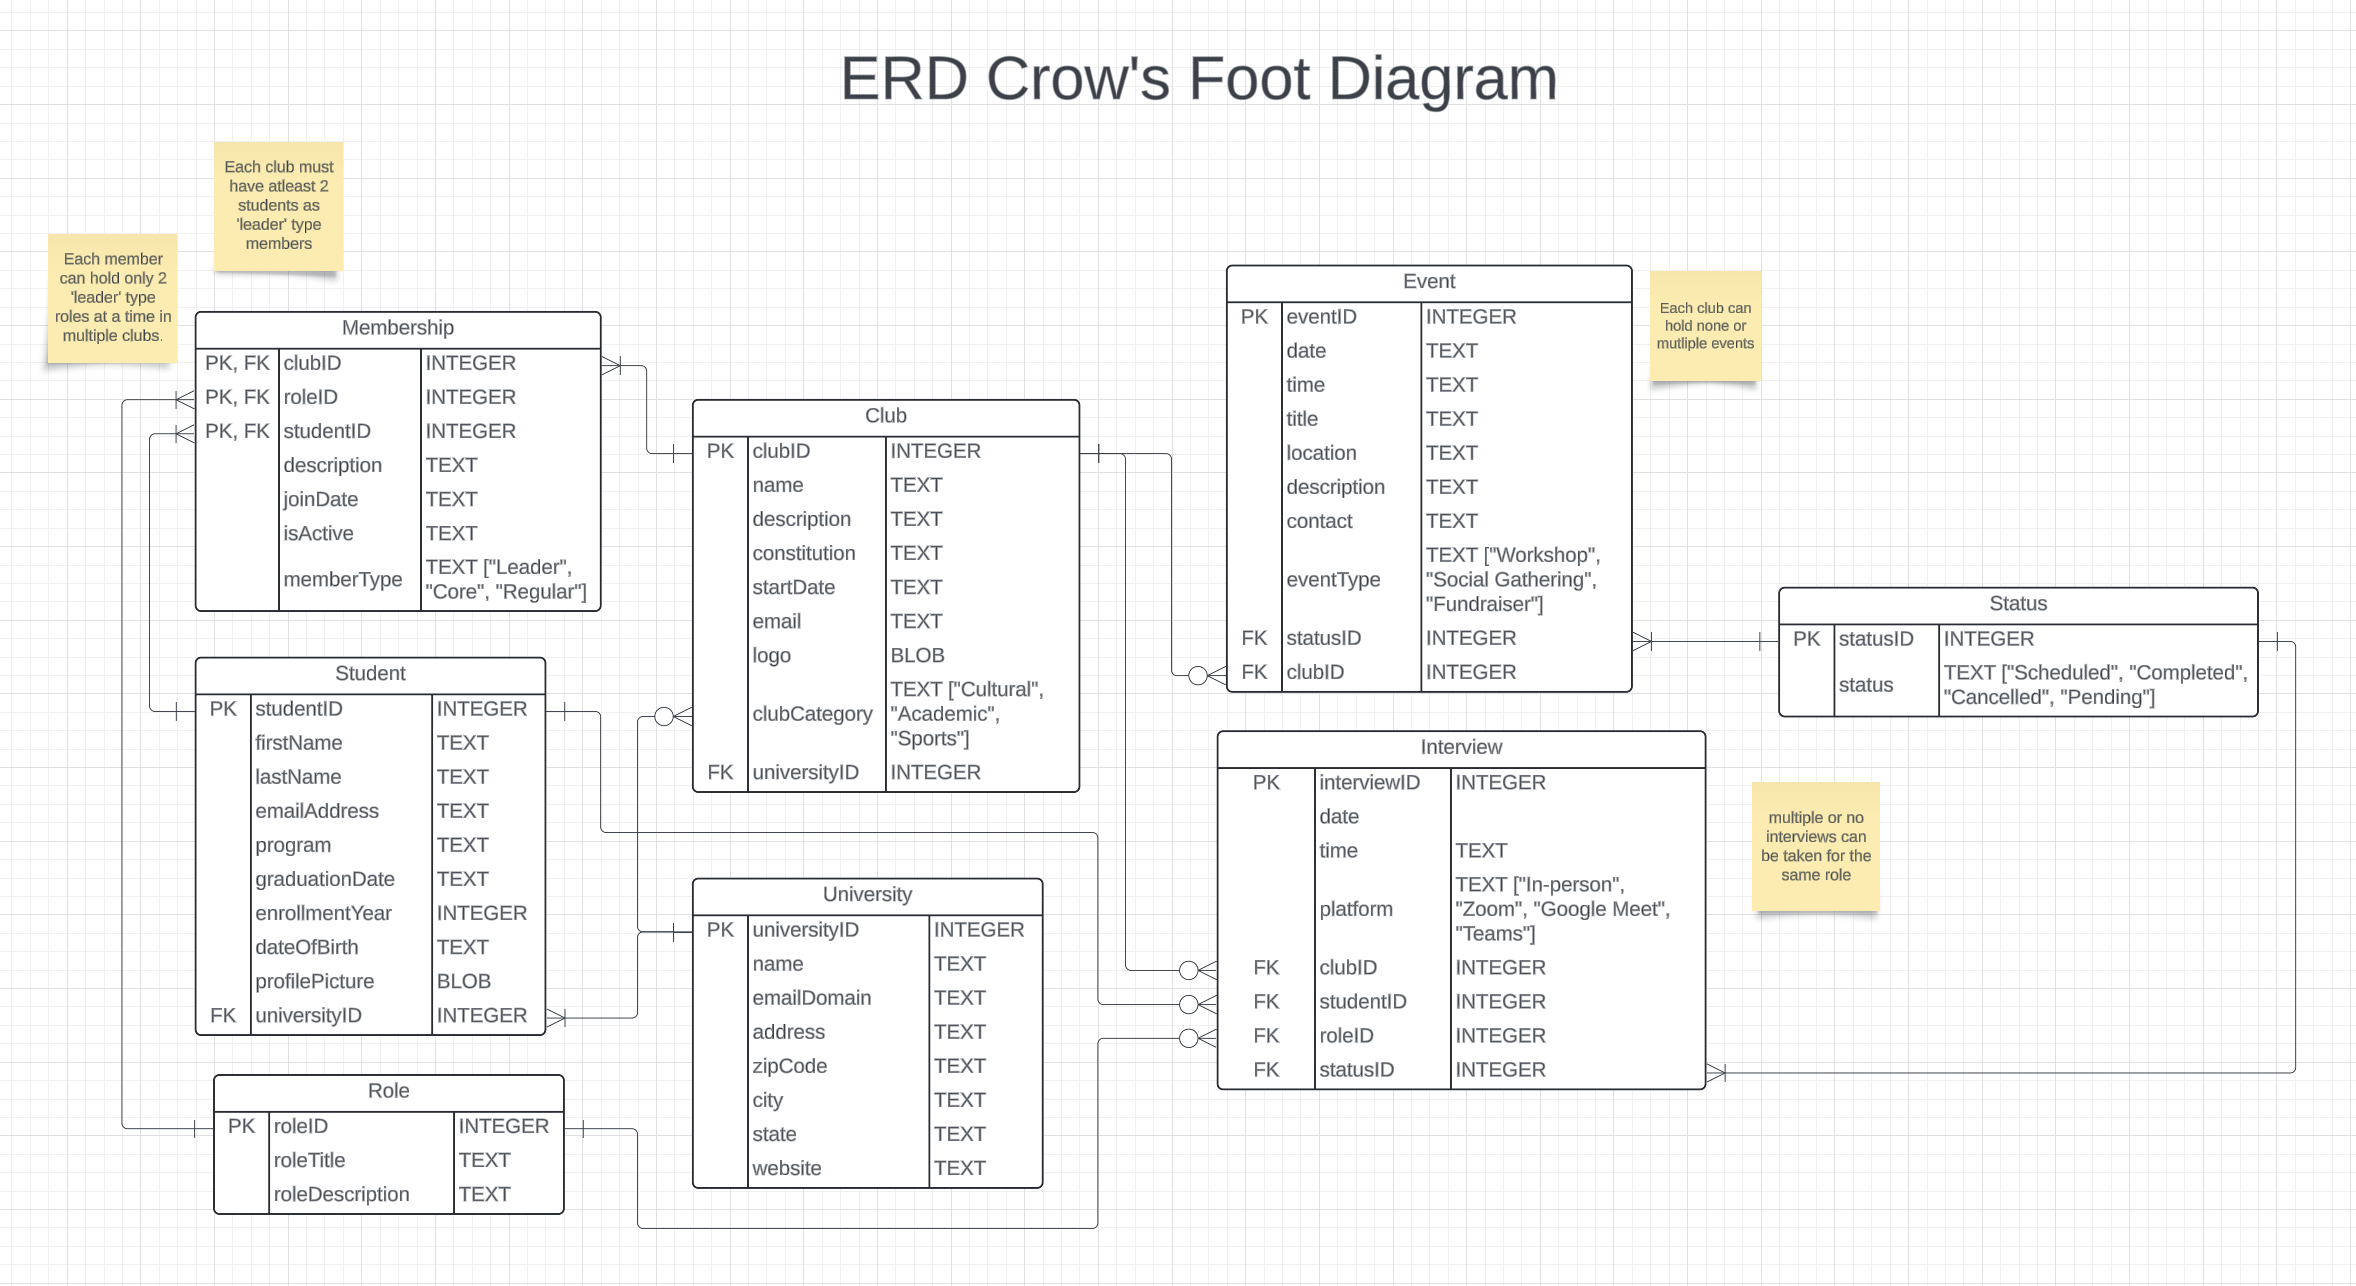 ERD Crow's Foot Diagram
Each club must
have atleast 2
students as
'leader' type
members
Each member
can hold only 2
'leader' type
roles at a time in
multiple clubs.
Membership
PK, FK clubID INTEGER
PK, FK roleID INTEGER
PK, FK studentID INTEGER
description TEXT
joinDate TEXT
isActive TEXT
memberType TEXT ["Leader",
"Core", "Regular"]
Student
PK studentID INTEGER
firstName TEXT
lastName TEXT
emailAddress TEXT
program TEXT
graduationDate TEXT
enrollmentYear INTEGER
dateOfBirth TEXT
profilePicture BLOB
FK universityID INTEGER
Role
PK roleID INTEGER
roleTitle TEXT
roleDescription TEXT
Club
PK clubID INTEGER
name TEXT
description TEXT
constitution TEXT
startDate TEXT
email TEXT
logo BLOB
clubCategory TEXT ["Cultural",
"Academic",
"Sports"]
FK universityID INTEGER
University
PK universityID INTEGER
name TEXT
emailDomain TEXT
address TEXT
zipCode TEXT
city TEXT
state TEXT
website TEXT
Event
PK eventID INTEGER
date TEXT
time TEXT
title TEXT
location TEXT
description TEXT
contact TEXT
eventType TEXT ["Workshop",
"Social Gathering",
"Fundraiser"]
FK statusID INTEGER
FK clubID INTEGER
Each club can
hold none or
mutliple events
Status
PK statusID INTEGER
status TEXT ["Scheduled", "Completed",
"Cancelled", "Pending"]
Interview
PK interviewID INTEGER
date
time TEXT
platform TEXT ["In-person",
"Zoom", "Google Meet",
"Teams"]
FK clubID INTEGER
FK studentID INTEGER
FK roleID INTEGER
FK statusID INTEGER
multiple or no
interviews can
be taken for the
same role